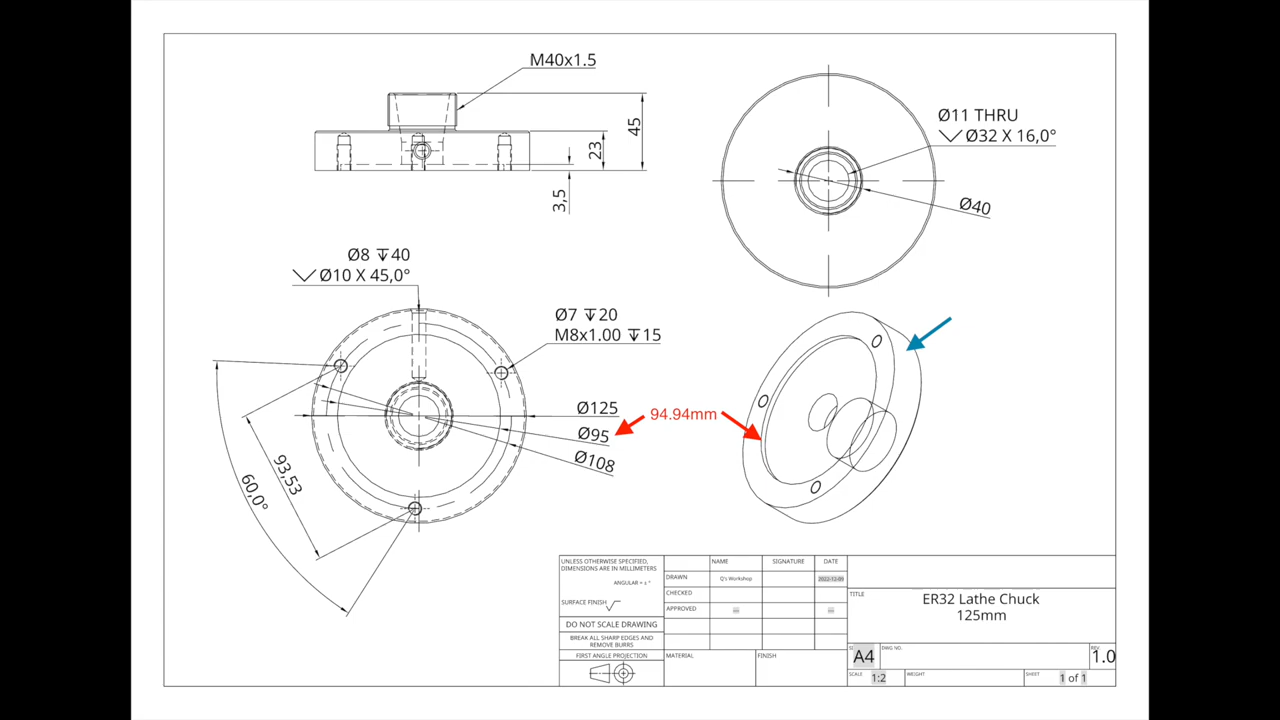 M40x1.5
45
23
3,5
Ø11 THRU
Ø32 X 16,0°
Ø40
Ø8 ↧40
Ø10 X 45,0°
Ø7 ↧20
M8x1.00 ↧15
Ø125
Ø95
Ø108
94.94mm
93,53
60,0°
UNLESS OTHERWISE SPECIFIED,
DIMENSIONS ARE IN MILLIMETERS
ANGULAR = ± °
SURFACE FINISH
DO NOT SCALE DRAWING
BREAK ALL SHARP EDGES AND
REMOVE BURRS
FIRST ANGLE PROJECTION
NAME SIGNATURE DATE
DRAWN Q's Workshop 2022-12-09
CHECKED
APPROVED
MATERIAL FINISH
TITLE
ER32 Lathe Chuck
125mm
A4 DWG NO. REV. 1.0
SCALE 1:2 WEIGHT SHEET 1 of 1